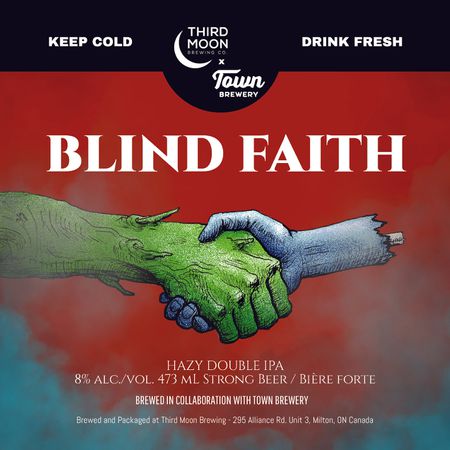 KEEP COLD
THIRD
MOON
BREWING CO.
x
Town
BREWERY
DRINK FRESH
BLIND FAITH
HAZY DOUBLE IPA
8% ALC./VOL. 473 mL STRONG BEER / BIÈRE FORTE
BREWED IN COLLABORATION WITH TOWN BREWERY
Brewed and Packaged at Third Moon Brewing - 295 Alliance Rd. Unit 3, Milton, ON Canada